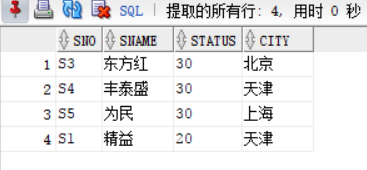 SQL | 提取的所有行: 4, 用时 0 秒
SNO SNAME STATUS CITY
1 S3 东方红 30 北京
2 S4 丰泰盛 30 天津
3 S5 为民 30 上海
4 S1 精益 20 天津